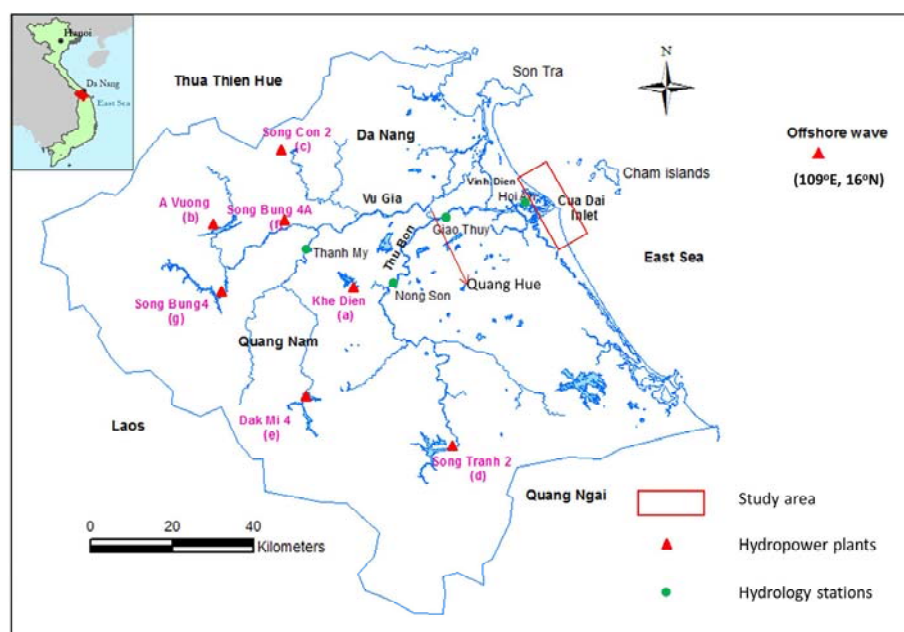 Hanoi
Da Nang
East Sea
Thua Thien Hue
Son Tra
N
Da Nang
Song Con 2
(c)
Offshore wave
(109°E, 16°N)
Cham islands
Vinh Dien
Hoi
Cua Dai
Inlet
A Vuong
(b)
Song Bung 4A
(f)
Vu Gia
Giao Thuy
Thu Bon
Thanh My
East Sea
Song Bung4
(g)
Khe Dien
(a)
Nong Son
Quang Hue
Quang Nam
Laos
Dak Mi 4
(e)
Song Tranh 2
(d)
Quang Ngai
0 20 40
Kilometers
Study area
Hydropower plants
Hydrology stations